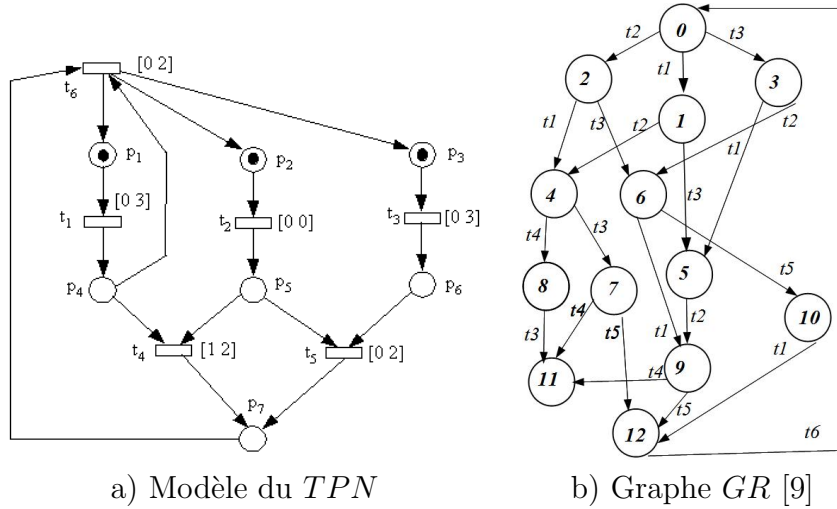 [0 2]
t6
p1
p2
p3
[0 3]
t1
t2
[0 0]
t3
[0 3]
p4
p5
p6
t4
[1 2]
t5
[0 2]
p7
a) Modèle du TPN
0
t2
t3
t1
2
3
1
t1
t3
t2
t1
t2
4
6
t3
t4
t3
t5
8
7
5
10
t3
t4
t5
t1
t2
t1
11
t4
9
t5
12
t6
b) Graphe GR [9]